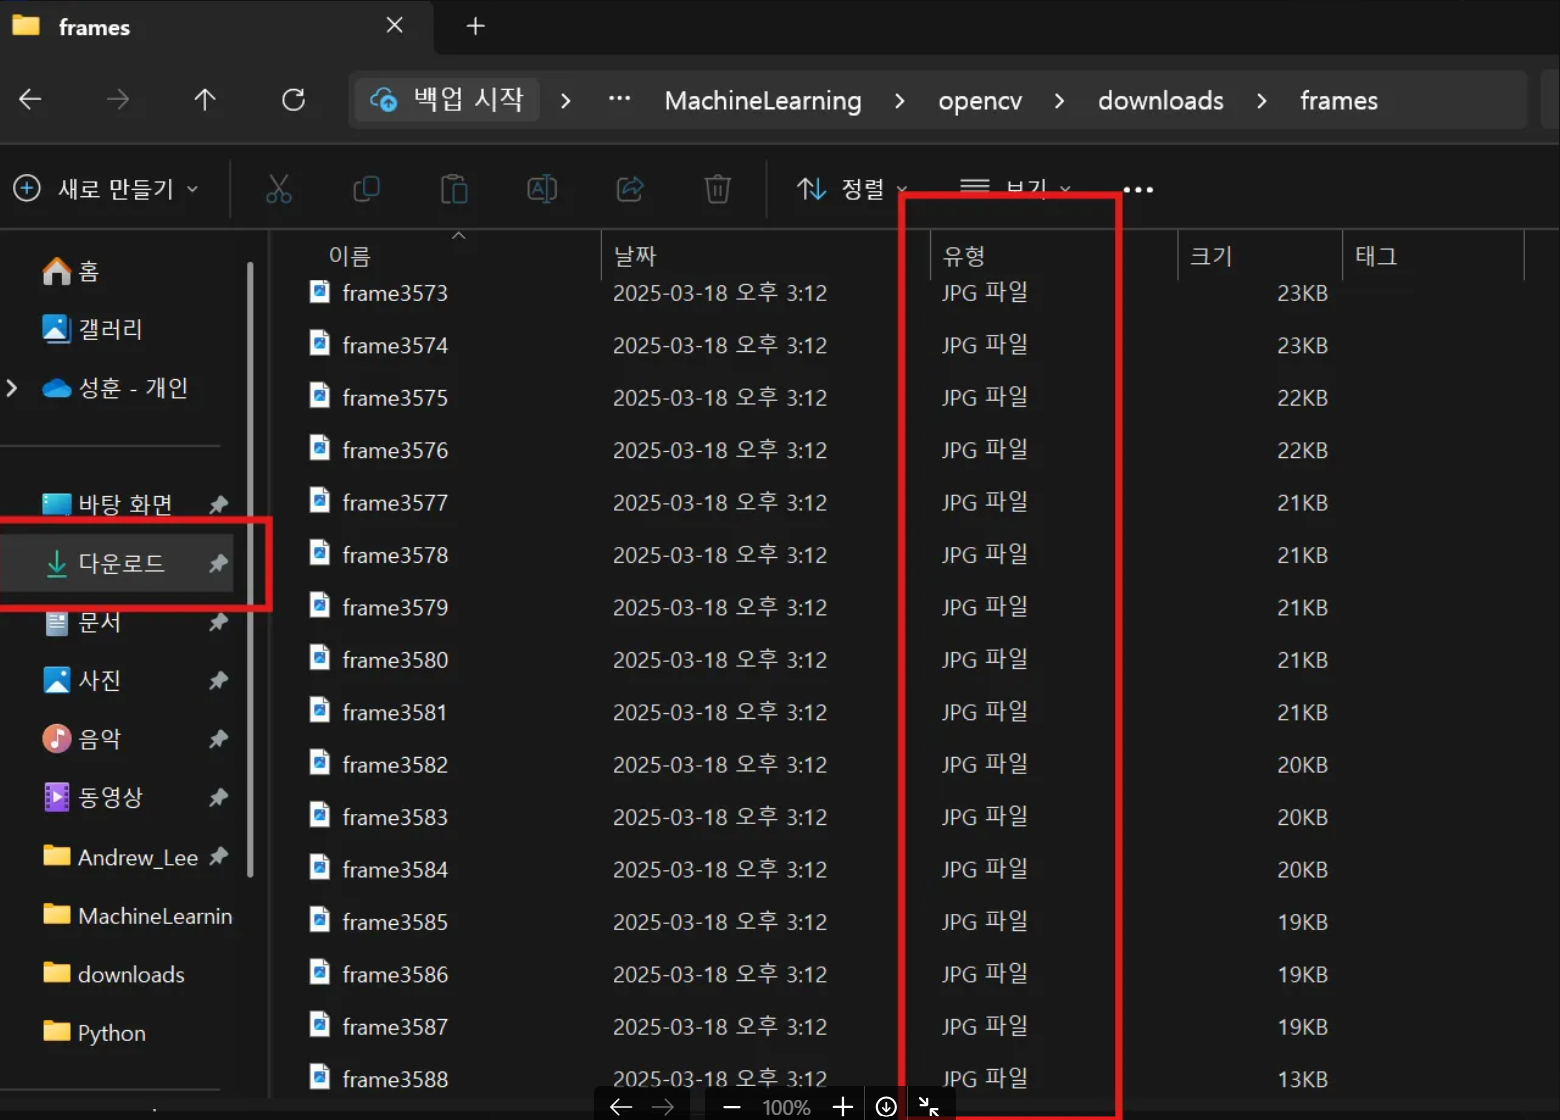 frames
백업 시작 > ... MachineLearning > opencv > downloads > frames
새로 만들기 정렬 보기 ...
홈
갤러리
성훈 - 개인
바탕 화면
다운로드
문서
사진
음악
동영상
Andrew_Lee
MachineLearnin
downloads
Python
이름 날짜 유형 크기 태그
frame3573 2025-03-18 오후 3:12 JPG 파일 23KB
frame3574 2025-03-18 오후 3:12 JPG 파일 23KB
frame3575 2025-03-18 오후 3:12 JPG 파일 22KB
frame3576 2025-03-18 오후 3:12 JPG 파일 22KB
frame3577 2025-03-18 오후 3:12 JPG 파일 21KB
frame3578 2025-03-18 오후 3:12 JPG 파일 21KB
frame3579 2025-03-18 오후 3:12 JPG 파일 21KB
frame3580 2025-03-18 오후 3:12 JPG 파일 21KB
frame3581 2025-03-18 오후 3:12 JPG 파일 21KB
frame3582 2025-03-18 오후 3:12 JPG 파일 20KB
frame3583 2025-03-18 오후 3:12 JPG 파일 20KB
frame3584 2025-03-18 오후 3:12 JPG 파일 20KB
frame3585 2025-03-18 오후 3:12 JPG 파일 19KB
frame3586 2025-03-18 오후 3:12 JPG 파일 19KB
frame3587 2025-03-18 오후 3:12 JPG 파일 19KB
frame3588 2025-03-18 오후 3:12 JPG 파일 13KB
100%